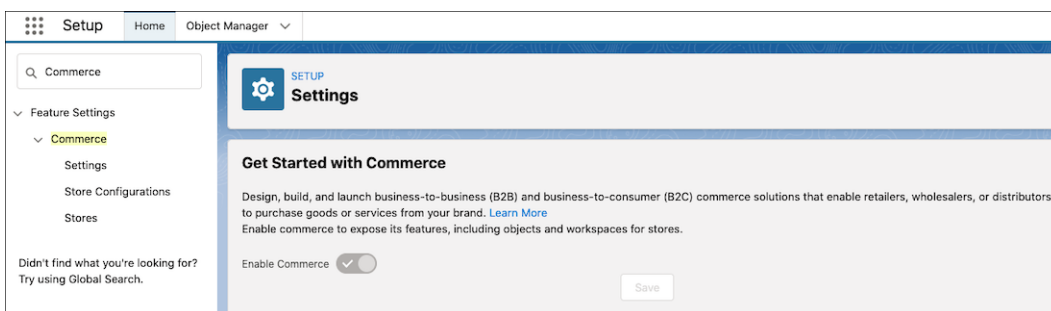 Setup
Home
Object Manager
Commerce
Feature Settings
Commerce
Settings
Store Configurations
Stores
Didn't find what you're looking for?
Try using Global Search.
SETUP
Settings
Get Started with Commerce
Design, build, and launch business-to-business (B2B) and business-to-consumer (B2C) commerce solutions that enable retailers, wholesalers, or distributors
to purchase goods or services from your brand. Learn More
Enable commerce to expose its features, including objects and workspaces for stores.
Enable Commerce
Save